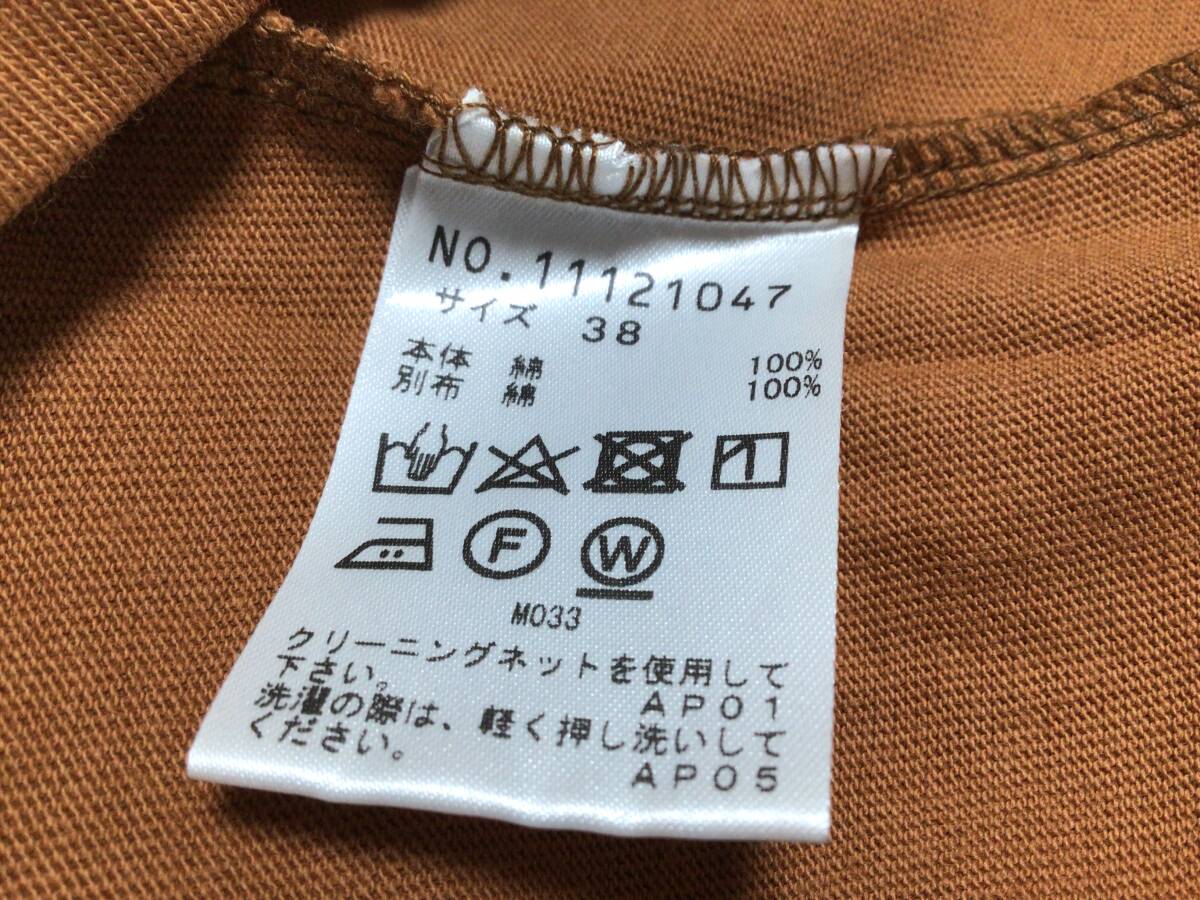 NO.11121047
サイズ 38
本体 綿 100%
別布 綿 100%
F W
M033
クリーニングネットを使用して
下さい。 AP01
洗濯の際は、軽く押し洗いして
ください。 AP05